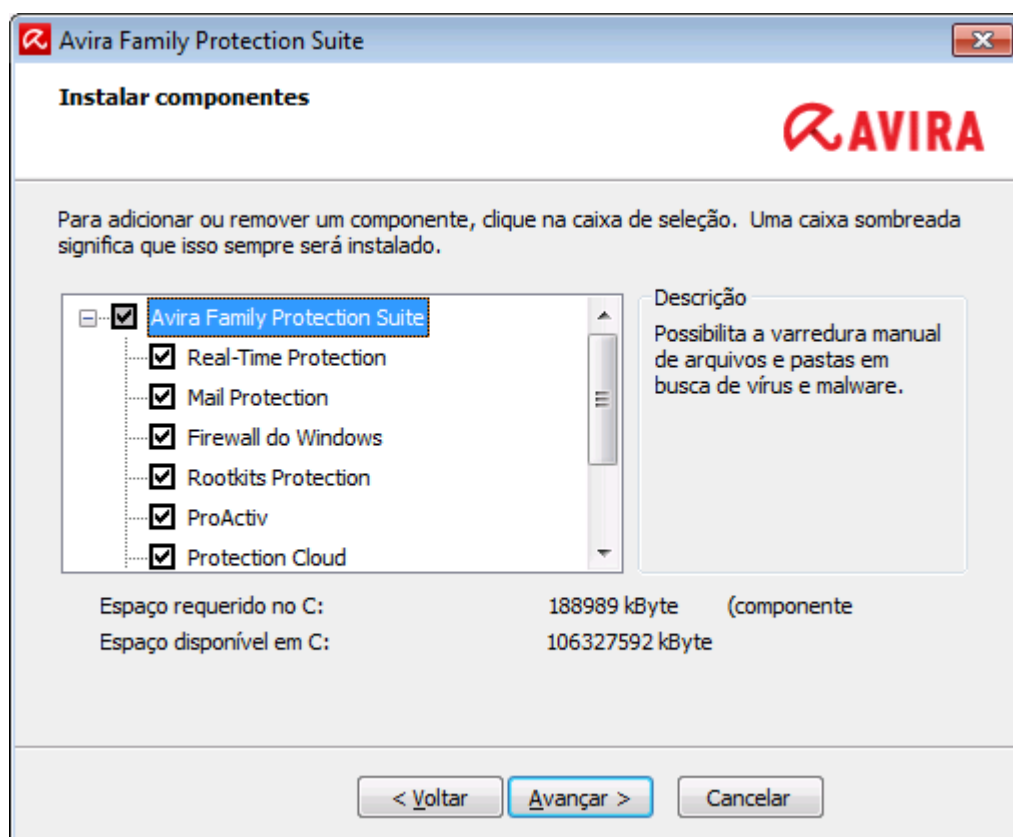 Avira Family Protection Suite
Instalar componentes
AVIRA
Para adicionar ou remover um componente, clique na caixa de seleção. Uma caixa sombreada
significa que isso sempre será instalado.
Avira Family Protection Suite
Real-Time Protection
Mail Protection
Firewall do Windows
Rootkits Protection
ProActiv
Protection Cloud
Descrição
Possibilita a varredura manual
de arquivos e pastas em
busca de vírus e malware.
Espaço requerido no C: 188989 kByte (componente
Espaço disponível em C: 106327592 kByte
< Voltar Avançar > Cancelar